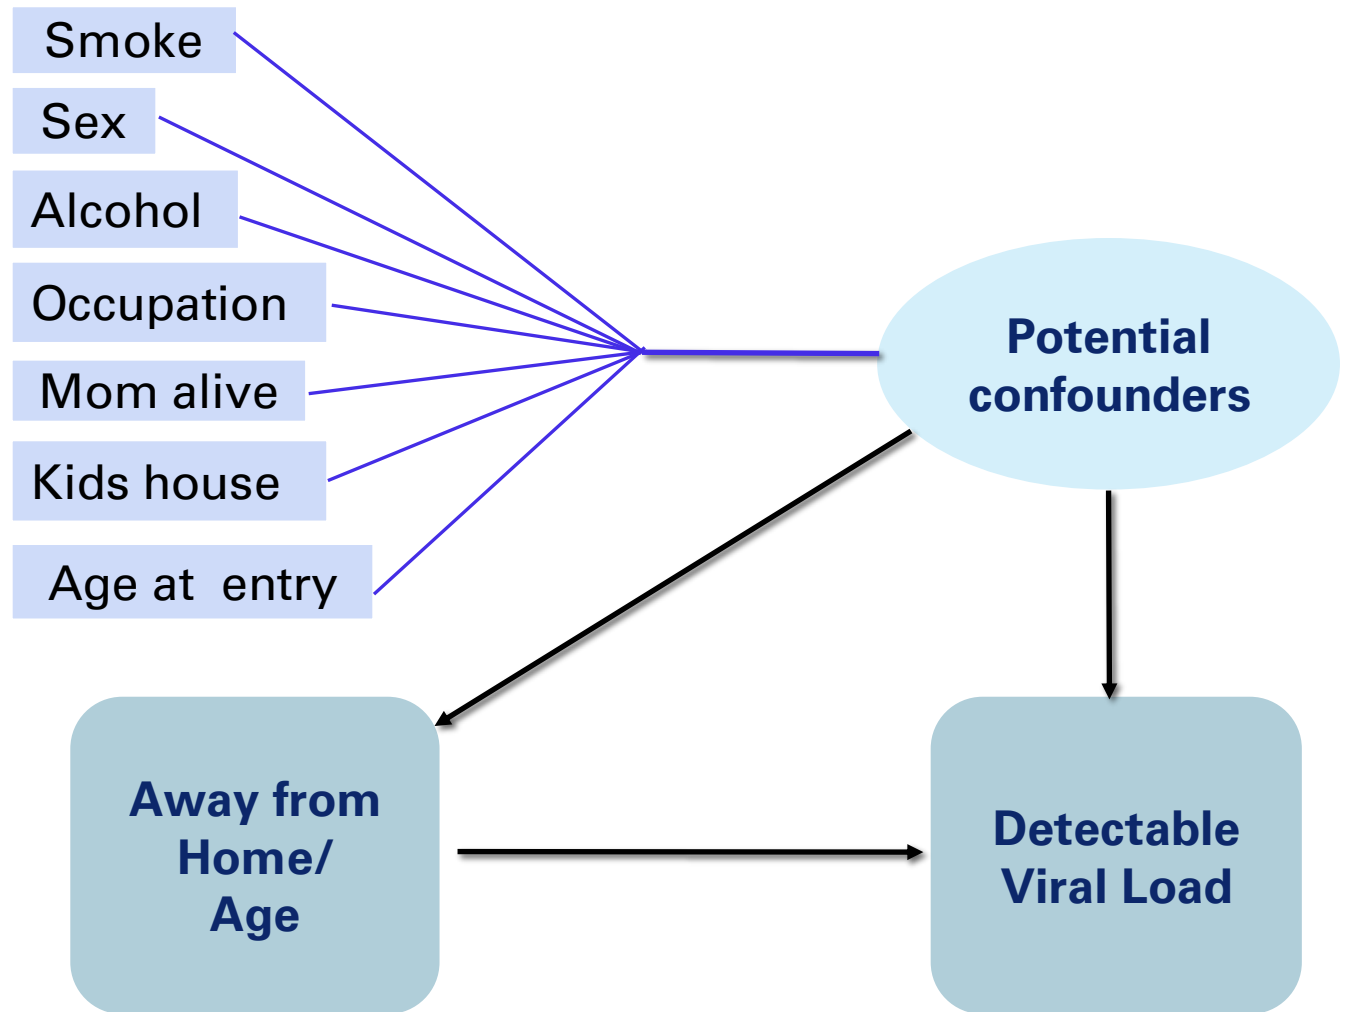 Smoke
Sex
Alcohol
Occupation
Mom alive
Kids house
Age at entry
Potential
confounders
Away from
Home/
Age
Detectable
Viral Load